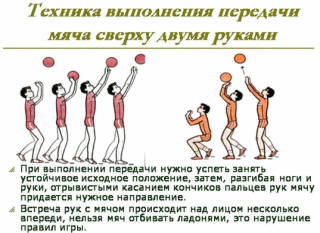 Техника выполнения передачи
мяча сверху двумя руками
При выполнении передачи нужно успеть занять
устойчивое исходное положение, затем, разгибая ноги и
руки, отрывистыми касанием кончиков пальцев рук мячу
придается нужное направление.
Встреча рук с мячом происходит над лицом несколько
впереди, нельзя мяч отбивать ладонями, это нарушение
правил игры.